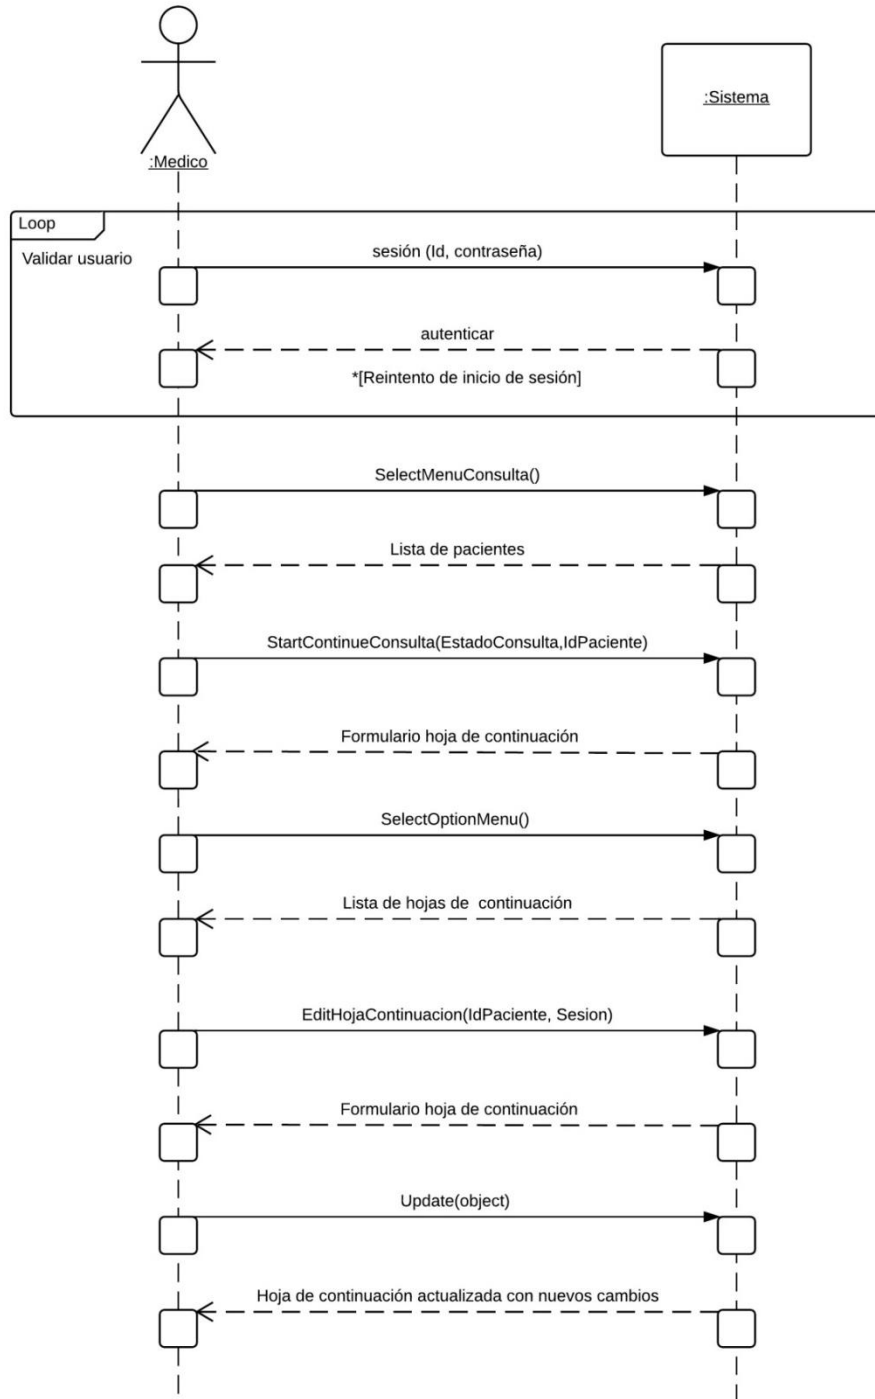 :Sistema
:Medico
Loop
Validar usuario
sesión (Id, contraseña)
autenticar
*[Reintento de inicio de sesión]
SelectMenuConsulta()
Lista de pacientes
StartContinueConsulta(EstadoConsulta,IdPaciente)
Formulario hoja de continuación
SelectOptionMenu()
Lista de hojas de  continuación
EditHojaContinuacion(IdPaciente, Sesion)
Formulario hoja de continuación
Update(object)
Hoja de continuación actualizada con nuevos cambios